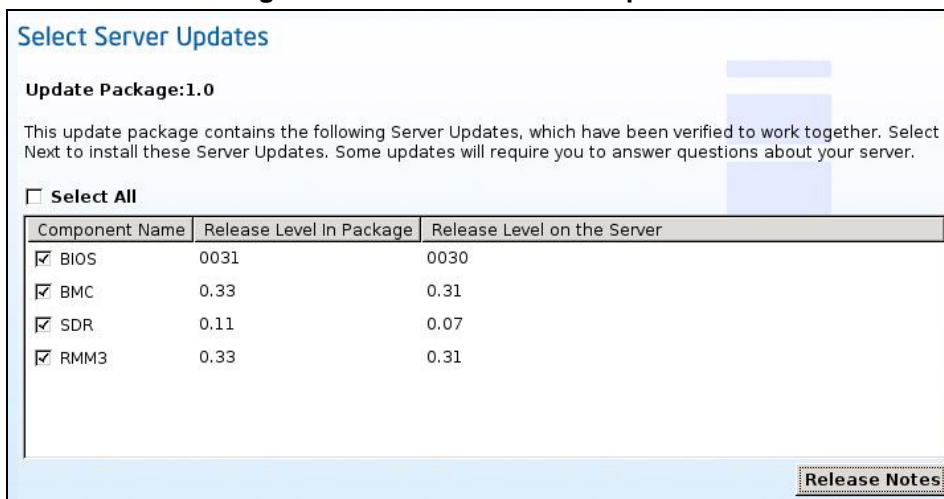 Select Server Updates
Update Package:1.0
This update package contains the following Server Updates, which have been verified to work together. Select
Next to install these Server Updates. Some updates will require you to answer questions about your server.
Select All
Component Name Release Level In Package Release Level on the Server
BIOS 0031 0030
BMC 0.33 0.31
SDR 0.11 0.07
RMM3 0.33 0.31
Release Notes